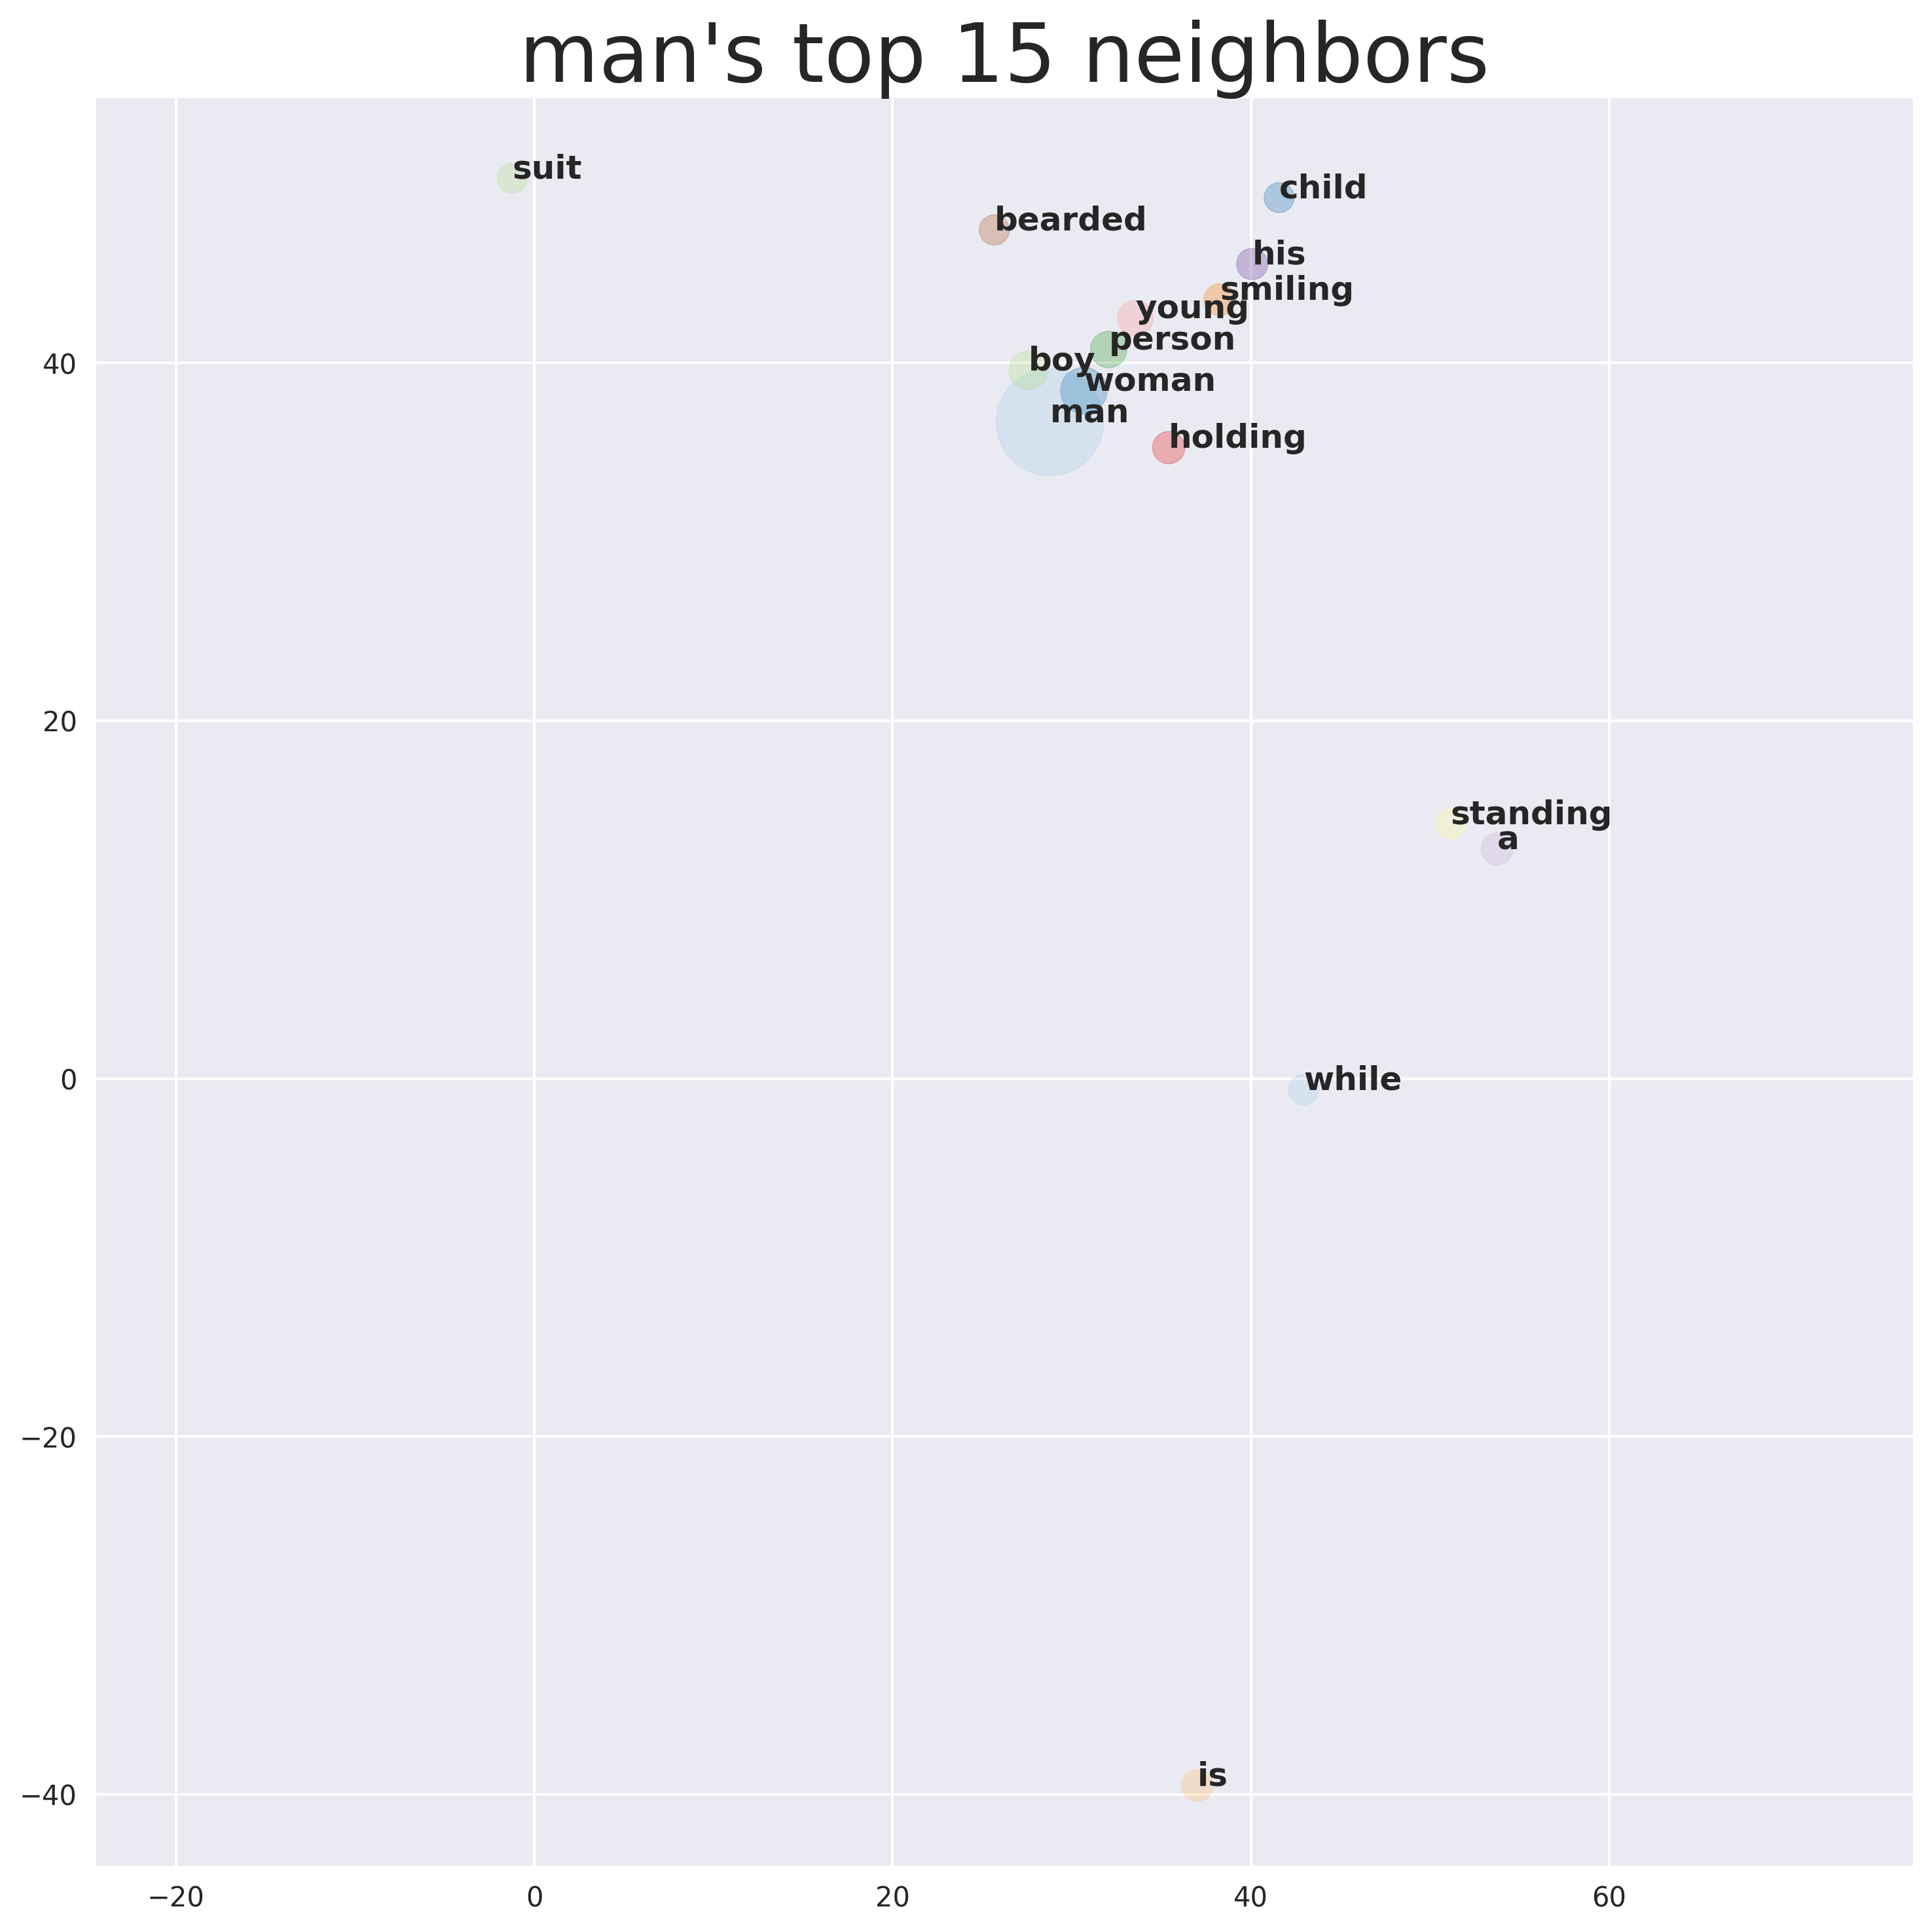 man's top 15 neighbors
suit
child
bearded
his
smiling
young
person
boy
woman
man
holding
standing
a
while
is
40
20
0
−20
−40
−20
0
20
40
60